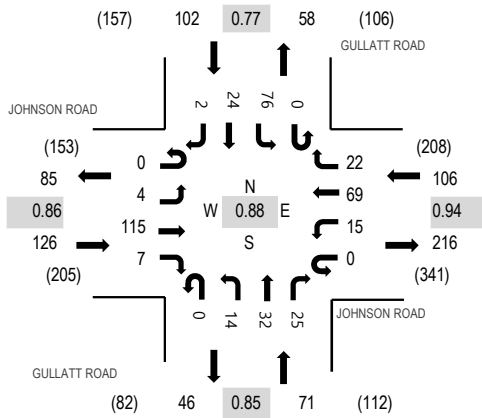 (157) 102 0.77 58 (106)
GULLATT ROAD
2 24 76 0
JOHNSON ROAD
(153) 0 22 (208)
85 4 N 69 106
0.86 115 W 0.88 E 15 0.94
126 7 S 0 216
(205) (341)
0 14 32 25
JOHNSON ROAD
GULLATT ROAD
(82) 46 0.85 71 (112)